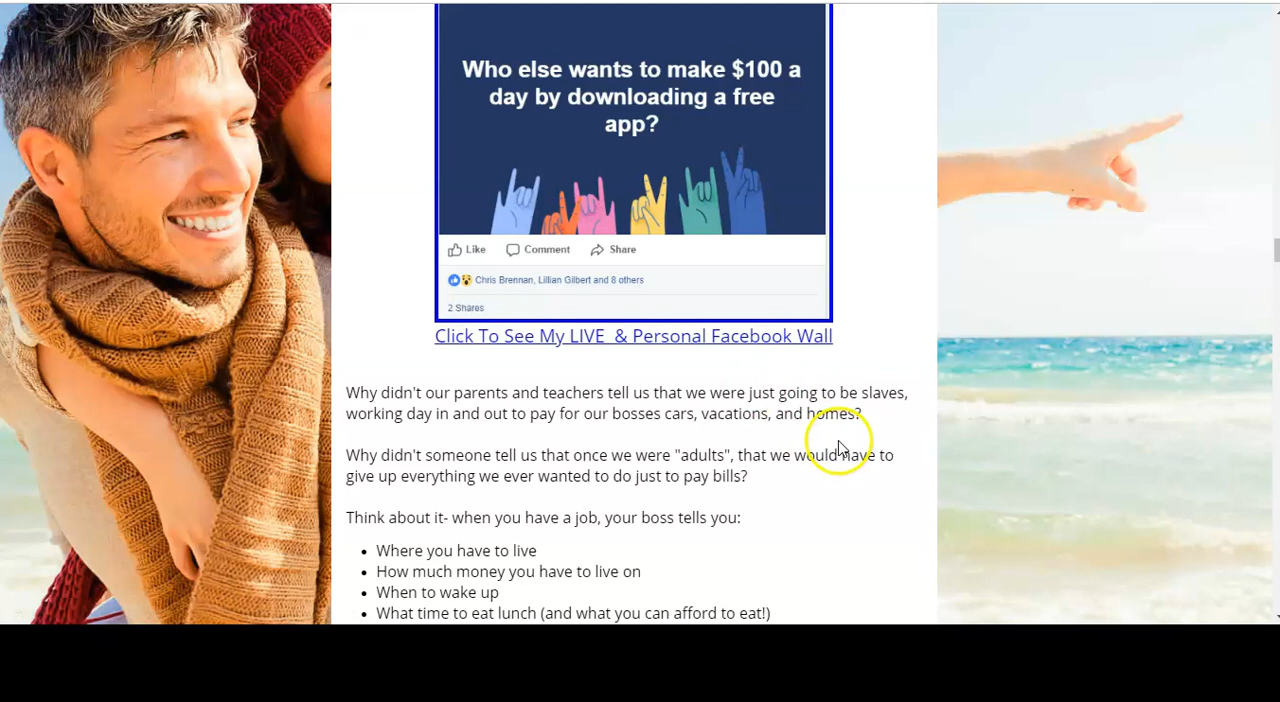 Who else wants to make $100 a
day by downloading a free
app?
Like Comment Share
Chris Brennan, Lillian Gilbert and 8 others
2 Shares
Click To See My LIVE & Personal Facebook Wall
Why didn't our parents and teachers tell us that we were just going to be slaves,
working day in and out to pay for our bosses cars, vacations, and homes?
Why didn't someone tell us that once we were "adults", that we would have to
give up everything we ever wanted to do just to pay bills?
Think about it- when you have a job, your boss tells you:
• Where you have to live
• How much money you have to live on
• When to wake up
• What time to eat lunch (and what you can afford to eat!)